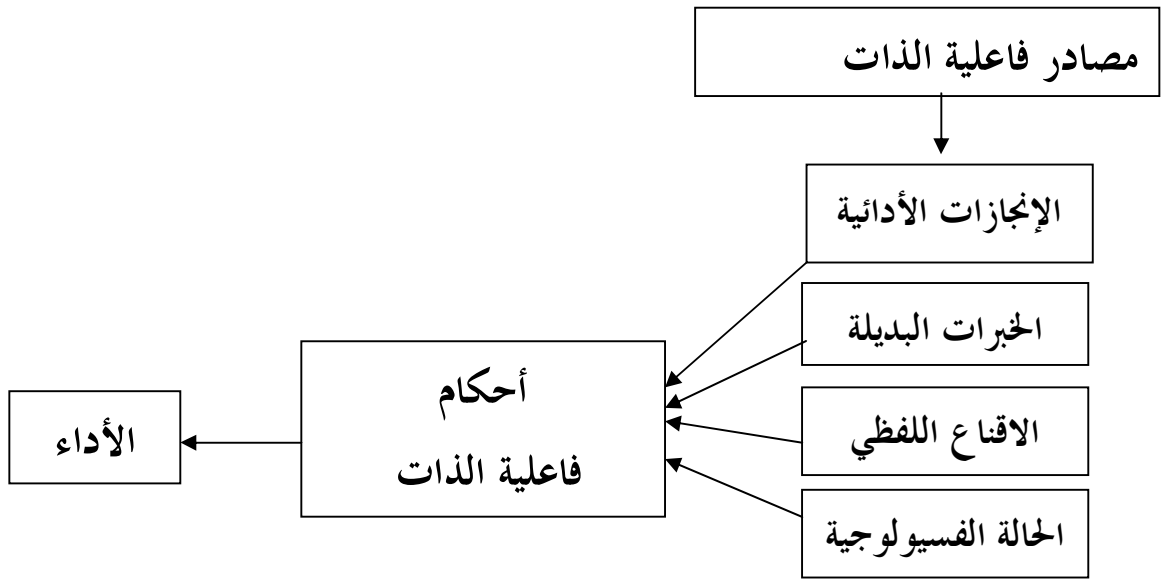 مصادر فاعلية الذات
الإنجازات الأدائية
الخبرات البديلة
الاقناع اللفظي
الحالة الفسيولوجية
أحكام
فاعلية الذات
الأداء